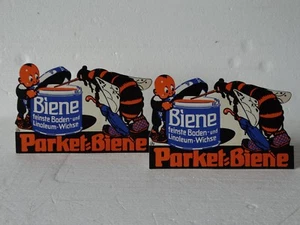 Biene
feinste Boden- und
Linoleum-Wichse
Parket-Biene
Biene
feinste Boden- und
Linoleum-Wichse
Parket-Biene